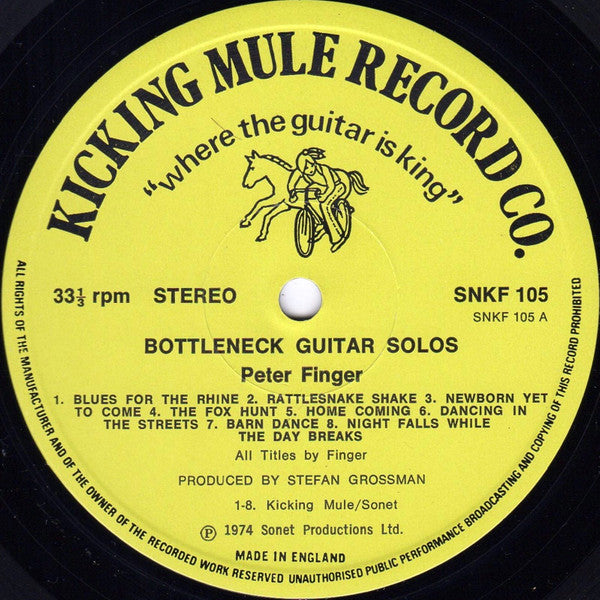 KICKING MULE RECORD CO.
"where the guitar is king"
33⅓ rpm STEREO
SNKF 105
SNKF 105 A
BOTTLENECK GUITAR SOLOS
Peter Finger
1. BLUES FOR THE RHINE 2. RATTLESNAKE SHAKE 3. NEWBORN YET
TO COME 4. THE FOX HUNT 5. HOME COMING 6. DANCING IN
THE STREETS 7. BARN DANCE 8. NIGHT FALLS WHILE
THE DAY BREAKS
All Titles by Finger
PRODUCED BY STEFAN GROSSMAN
1-8. Kicking Mule/Sonet
℗ 1974 Sonet Productions Ltd.
MADE IN ENGLAND
ALL RIGHTS OF THE MANUFACTURER AND OF THE OWNER OF THE RECORDED WORK RESERVED UNAUTHORISED PUBLIC PERFORMANCE BROADCASTING AND COPYING OF THIS RECORD PROHIBITED